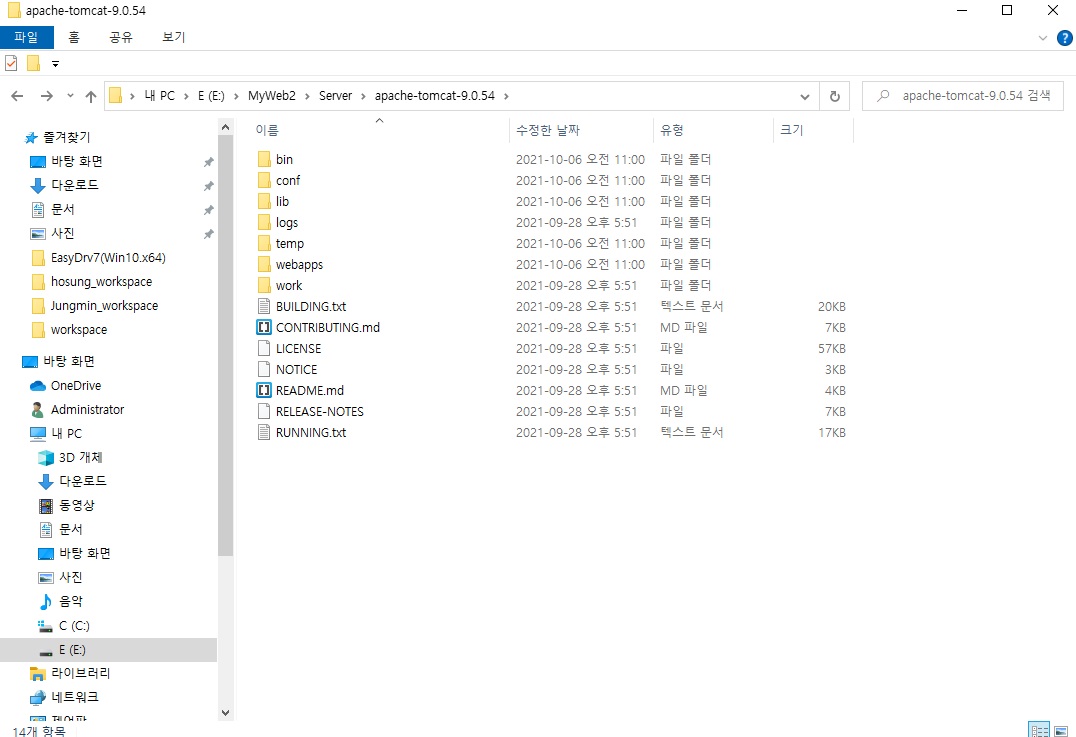 apache-tomcat-9.0.54
파일 홈 공유 보기
내 PC E (E:) MyWeb2 Server apache-tomcat-9.0.54 apache-tomcat-9.0.54 검색
즐겨찾기
바탕 화면
다운로드
문서
사진
EasyDrv7(Win10.x64)
hosung_workspace
Jungmin_workspace
workspace
바탕 화면
OneDrive
Administrator
내 PC
3D 개체
다운로드
동영상
문서
바탕 화면
사진
음악
C (C:)
E (E:)
라이브러리
네트워크
제어판
이름 수정한 날짜 유형 크기
bin 2021-10-06 오전 11:00 파일 폴더
conf 2021-10-06 오전 11:00 파일 폴더
lib 2021-10-06 오전 11:00 파일 폴더
logs 2021-09-28 오후 5:51 파일 폴더
temp 2021-10-06 오전 11:00 파일 폴더
webapps 2021-10-06 오전 11:00 파일 폴더
work 2021-09-28 오후 5:51 파일 폴더
BUILDING.txt 2021-09-28 오후 5:51 텍스트 문서 20KB
CONTRIBUTING.md 2021-09-28 오후 5:51 MD 파일 7KB
LICENSE 2021-09-28 오후 5:51 파일 57KB
NOTICE 2021-09-28 오후 5:51 파일 3KB
README.md 2021-09-28 오후 5:51 MD 파일 4KB
RELEASE-NOTES 2021-09-28 오후 5:51 파일 7KB
RUNNING.txt 2021-09-28 오후 5:51 텍스트 문서 17KB
14개 항목